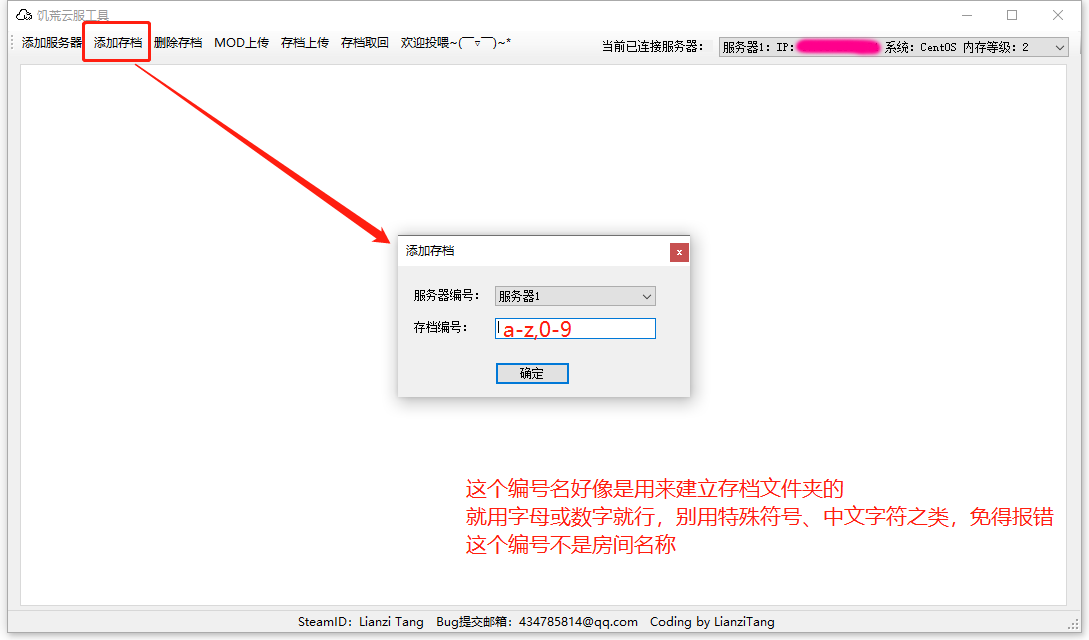 饥荒云服工具
添加服务器 添加存档 删除存档 MOD上传 存档上传 存档取回 欢迎投喂~(￣▽￣)~*
当前已连接服务器： 服务器1：IP: 系统：CentOS 内存等级：2
添加存档
x
服务器编号： 服务器1
存档编号： a-z,0-9
确定
这个编号名好像是用来建立存档文件夹的
就用字母或数字就行，别用特殊符号、中文字符之类，免得报错
这个编号不是房间名称
SteamID：Lianzi Tang Bug提交邮箱：434785814@qq.com Coding by LianziTang